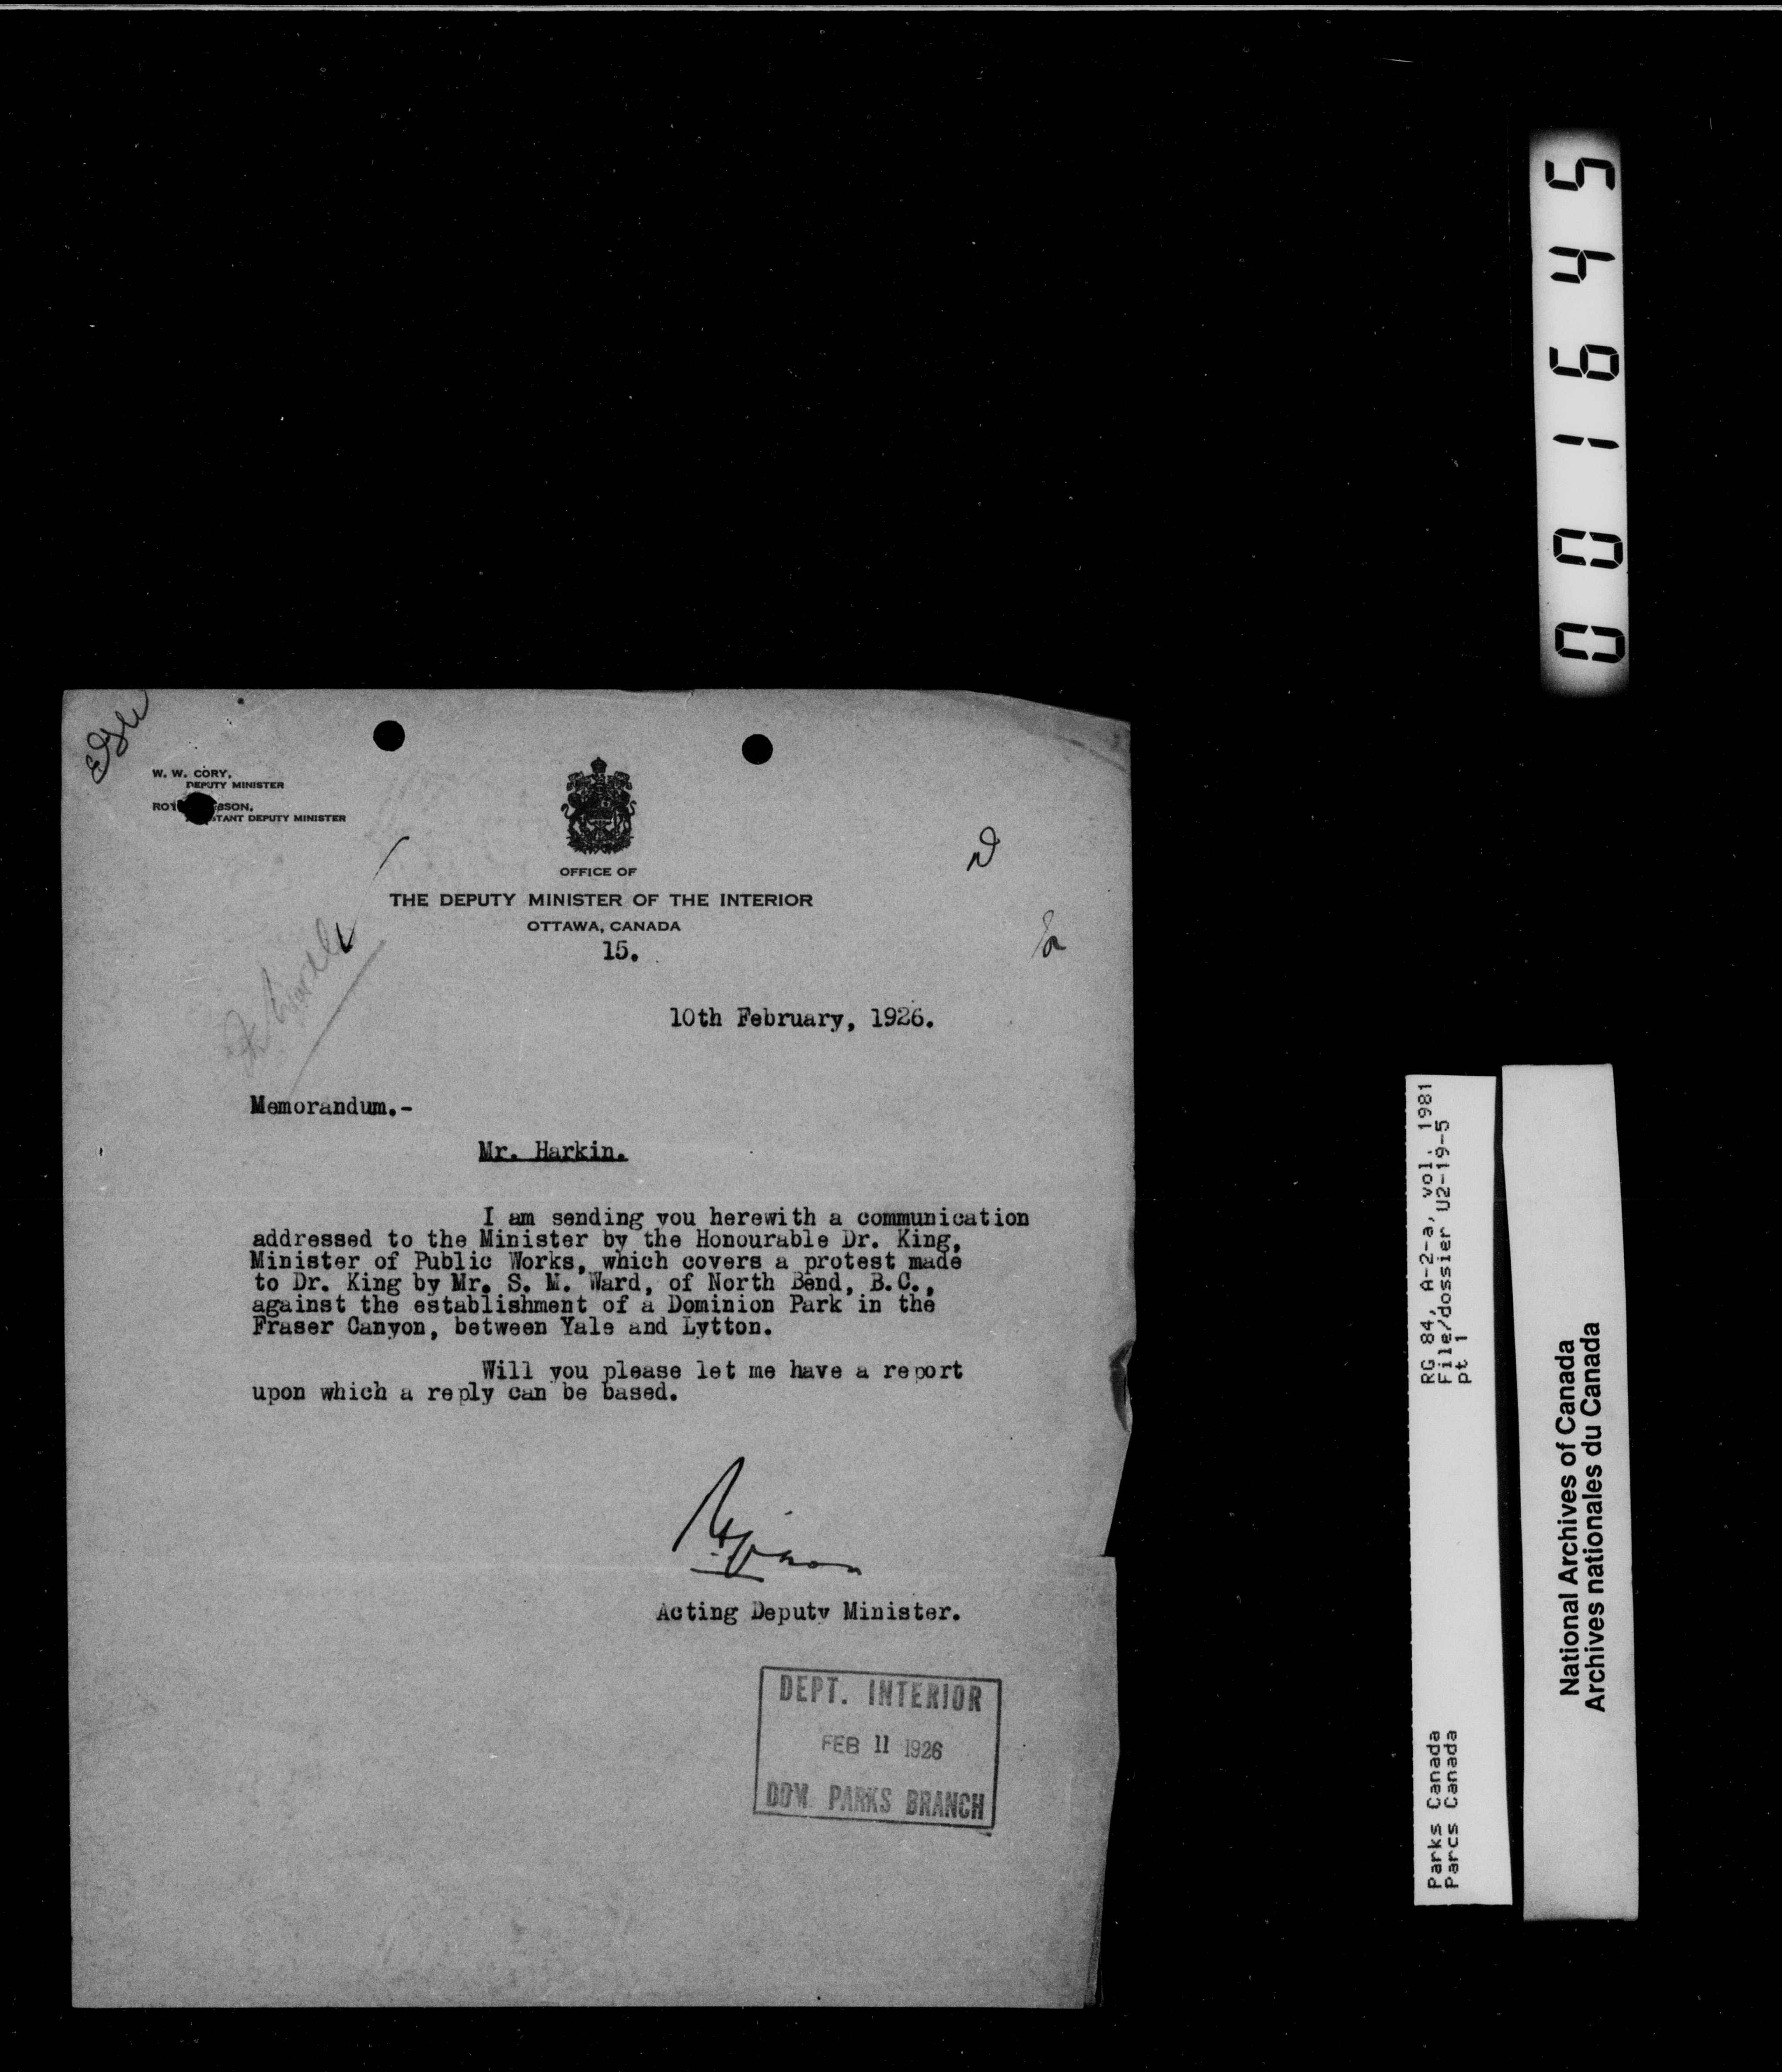 W. W. CORY,
DEPUTY MINISTER
DEPUTY MINISTER
OFFICE OF
THE DEPUTY MINISTER OF THE INTERIOR
OTTAWA, CANADA
15.
10th February, 1926.
Memorandum.-
Mr. Harkin.
I am sending you herewith a communication
addressed to the Minister by the Honourable Dr. King,
Minister of Public Works, which covers a protest made
to Dr. King by Mr. S. M. Ward, of North Bend, B.C.,
against the establishment of a Dominion Park in the
Fraser Canyon, between Yale and Lytton.
Will you please let me have a report
upon which a reply can be based.
Acting Deputy Minister.
DEPT. INTERIOR
FEB 11 1926
DOM. PARKS BRANCH
001645
RG 84, A-2-a, vol. 1981
File/dossier U2-19-5
pt 1
Parks Canada
Parcs Canada
National Archives of Canada
Archives nationales du Canada